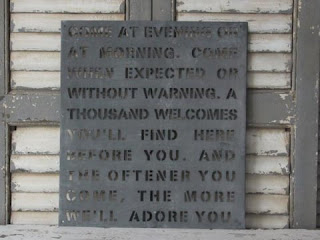 COME AT EVENING OR
AT MORNING. COME
WHEN EXPECTED OR
WITHOUT WARNING. A
THOUSAND WELCOMES
YOU'LL FIND HERE
BEFORE YOU. AND
THE OFTENER YOU
COME, THE MORE
WE'LL ADORE YOU.